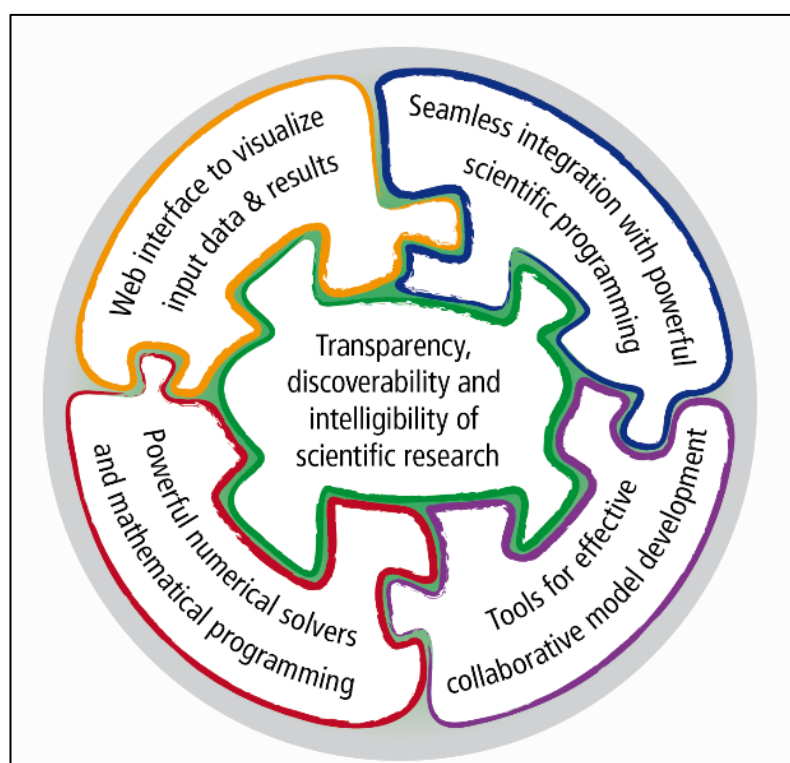 Web interface to visualize
input data & results
Seamless integration with powerful
scientific programming
Transparency,
discoverability and
intelligibility of
scientific research
Powerful numerical solvers
and mathematical programming
Tools for effective
collaborative model development